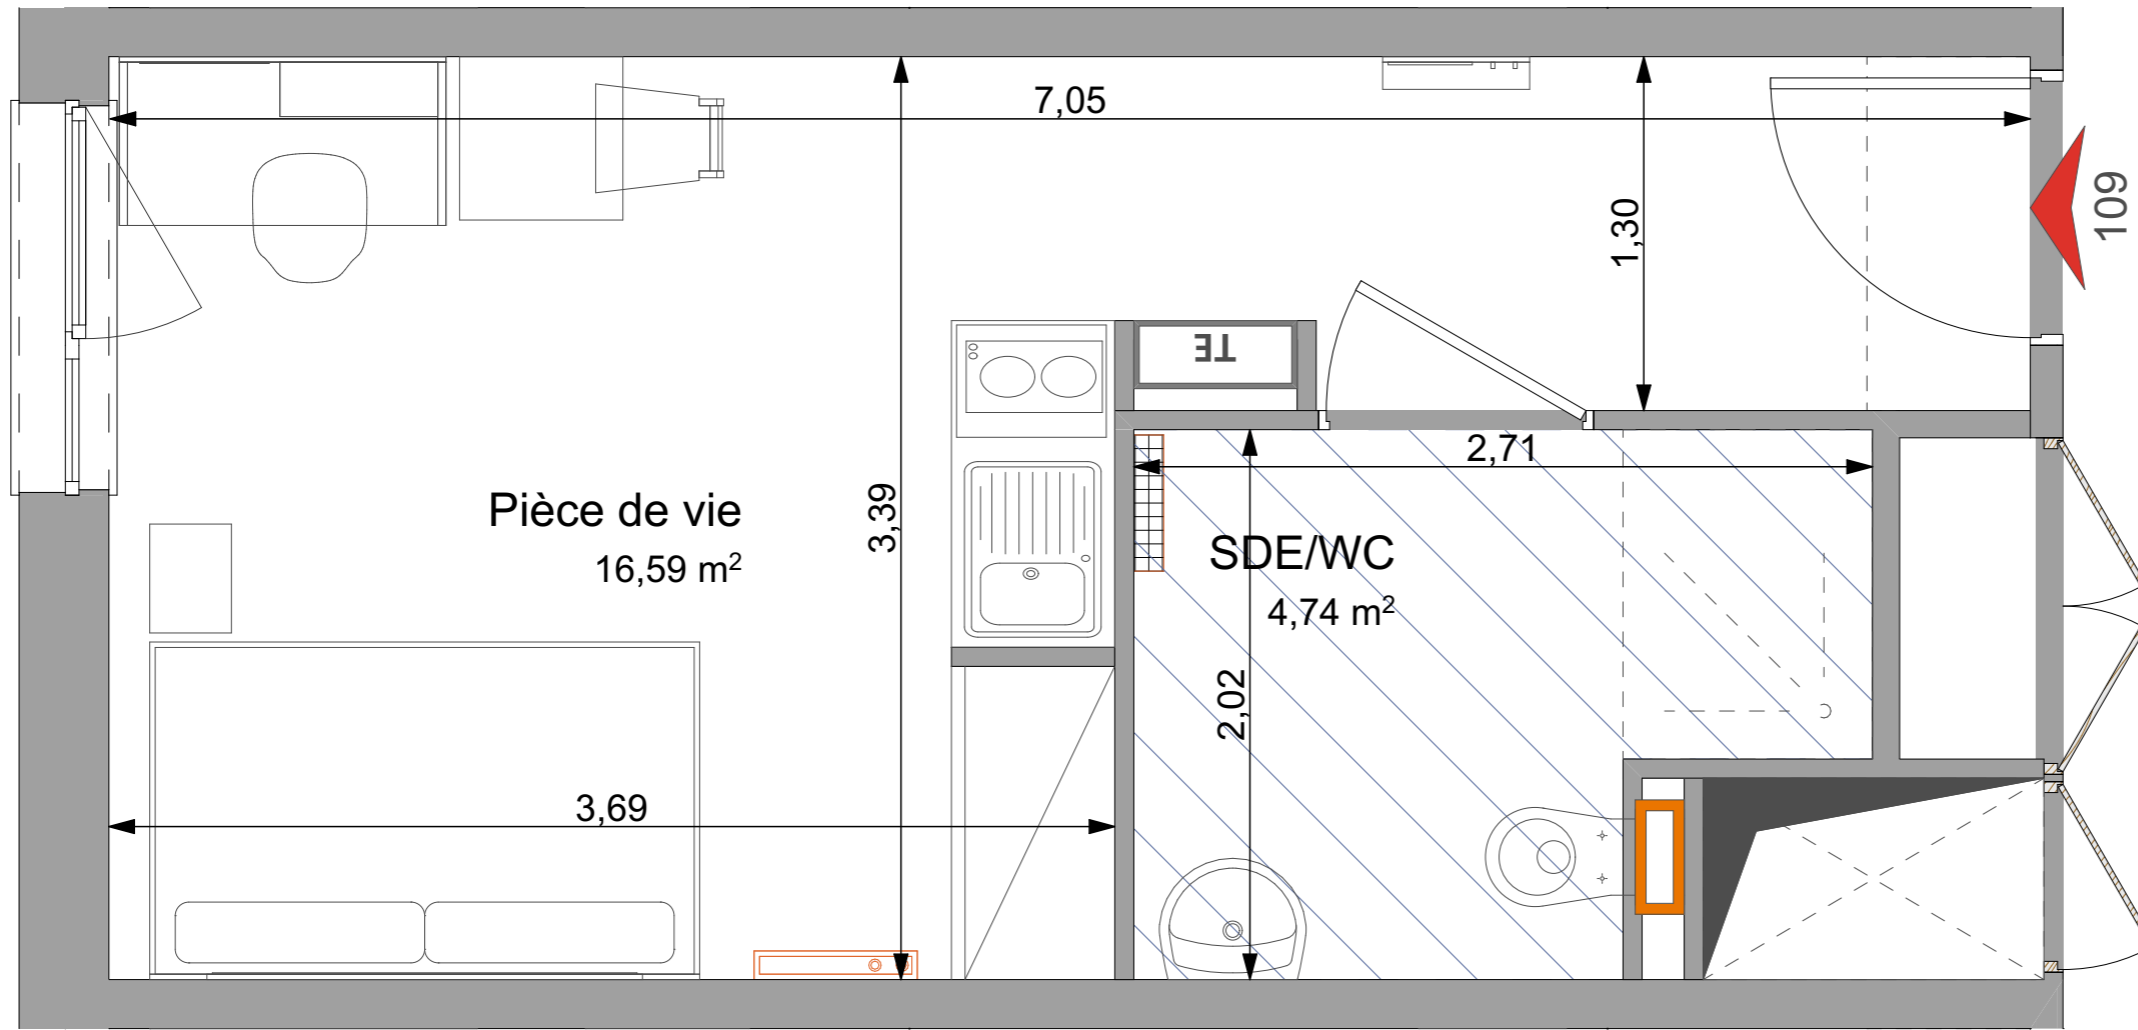 7,05
1,30
109
TE
2,71
Pièce de vie
16,59 m²
3,39
SDE/WC
4,74 m²
2,02
3,69